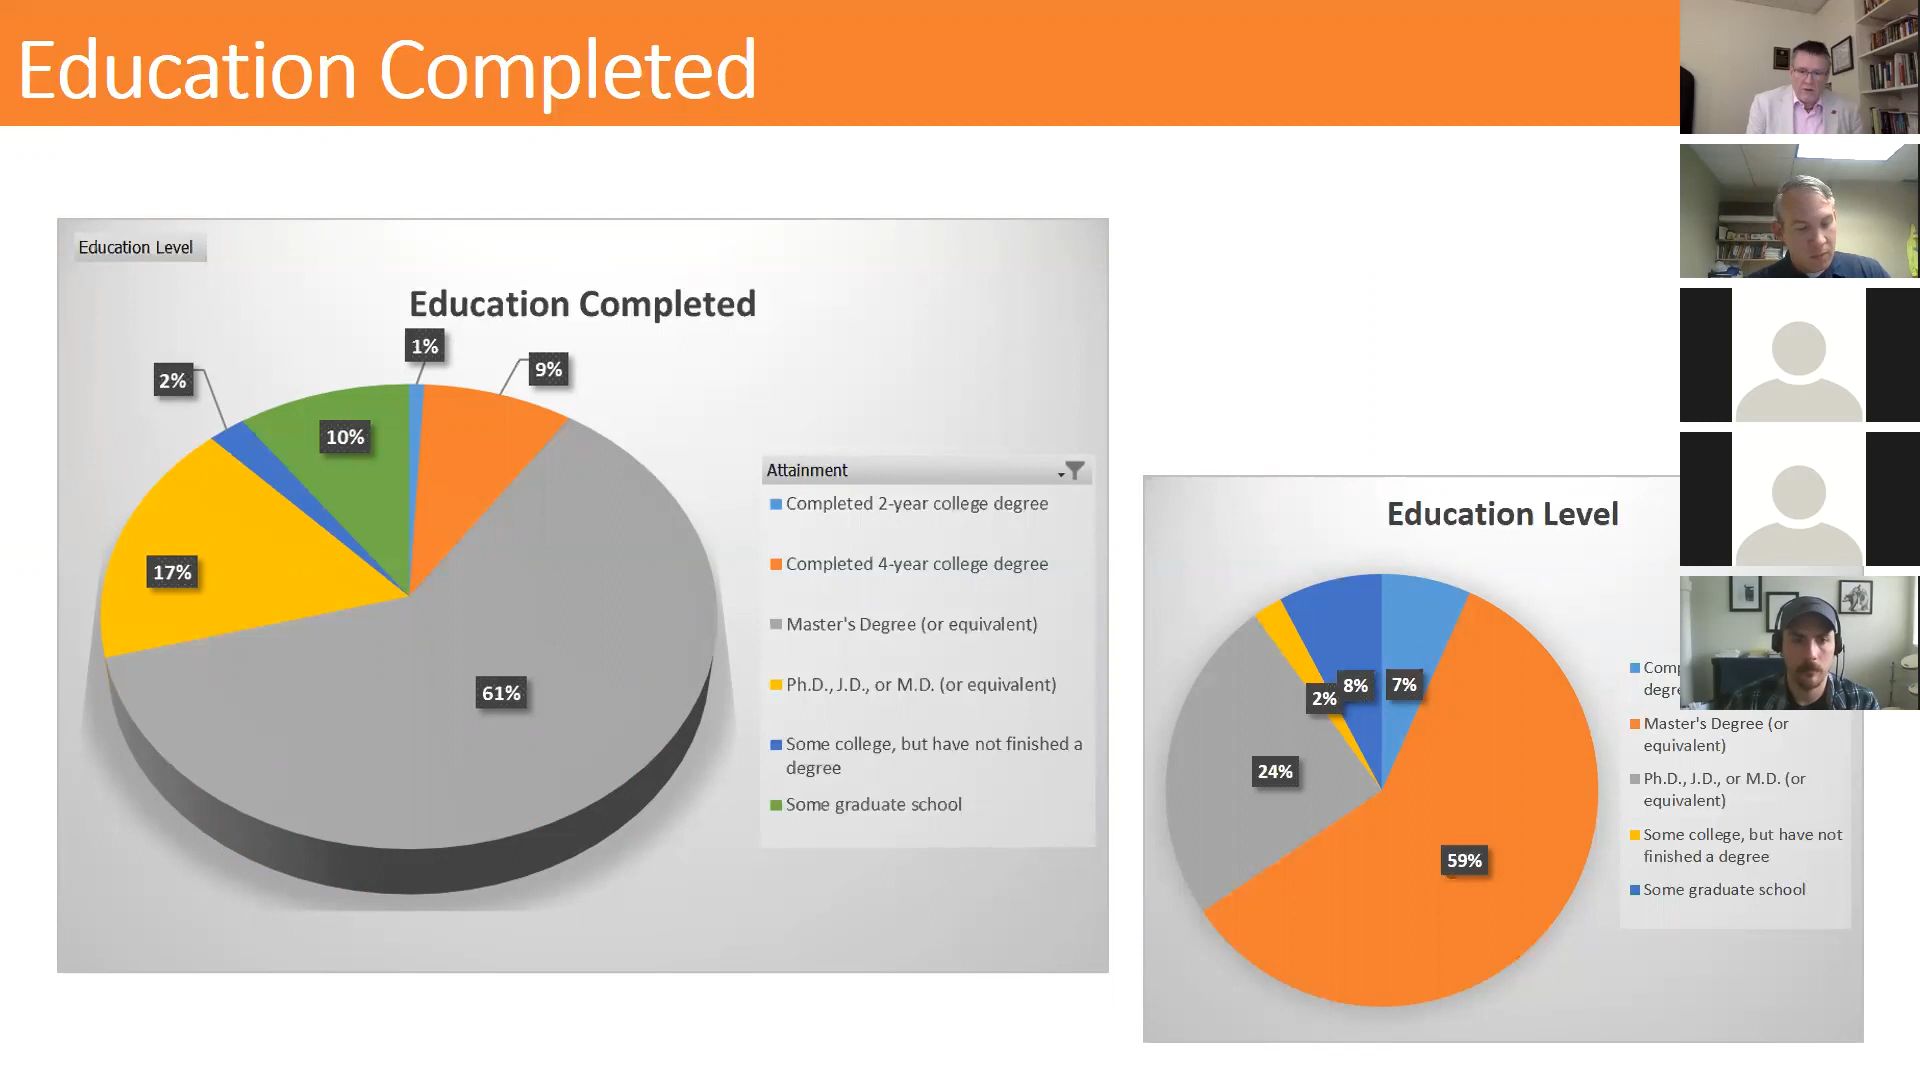 Education Completed
Education Level
Education Completed
1%
9%
2%
10%
17%
61%
Attainment
Completed 2-year college degree
Completed 4-year college degree
Master's Degree (or equivalent)
Ph.D., J.D., or M.D. (or equivalent)
Some college, but have not finished a
degree
Some graduate school
Education Level
2%
8%
7%
24%
59%
Master's Degree (or
equivalent)
Ph.D., J.D., or M.D. (or
equivalent)
Some college, but have not
finished a degree
Some graduate school